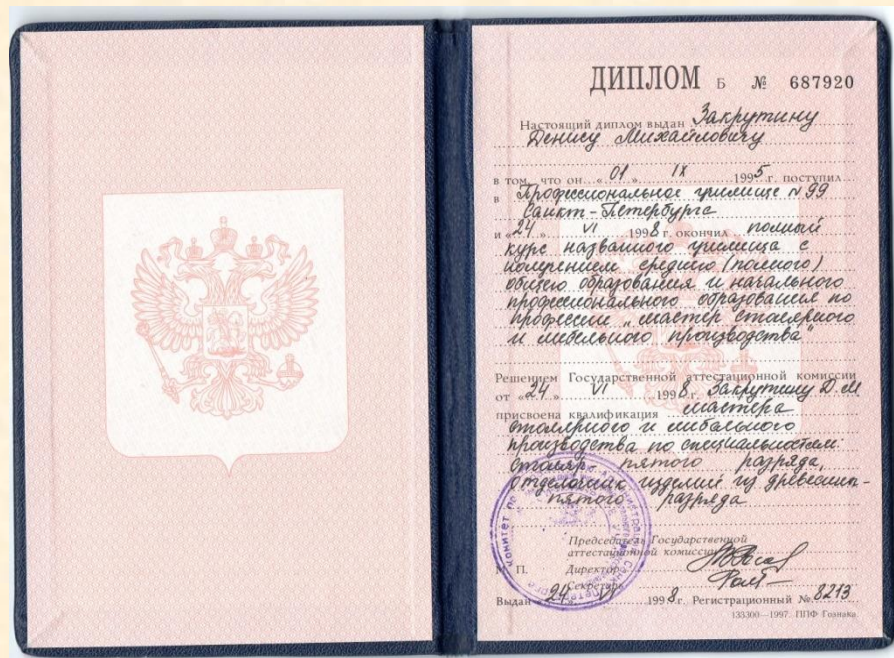 ДИПЛОМ Б № 687920
Настоящий диплом выдан Закрутину
Денису Михайловичу
в том, что он „01“ IX 1995 г. поступил
в Профессиональное училище N 99
Санкт-Петербурга
и „24“ VI 1998 г. окончил полный
курс названного училища с
получением среднего (полного)
общего образования и начального
профессионального образования по
профессии „мастер столярного
и мебельного производства“
Решением Государственной аттестационной комиссии
от „24“ VI 1998 г. Закрутину Д.М
присвоена квалификация мастера
столярного и мебельного
производства по специальностям:
столяр - пятого разряда,
отделочник изделий из древесины -
пятого разряда
Председатель Государственной
аттестационной комиссии
М. П. Директор
Секретарь
Выдан „24“ VI 1998 г. Регистрационный № 8213
133300—1997. ППФ Гознака.